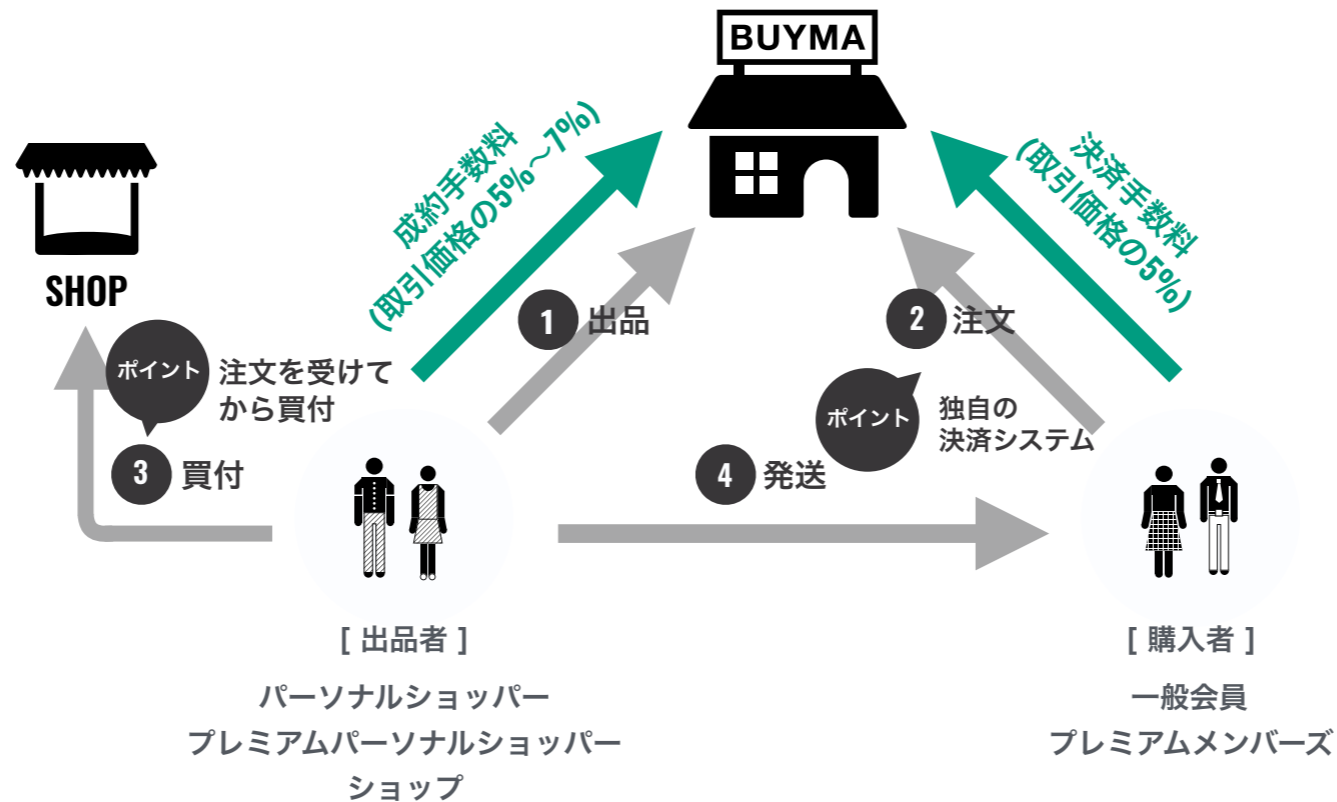 BUYMA
成約手数料
(取引価格の5%〜7%)
決済手数料
(取引価格の5%)
SHOP
1 出品
2 注文
ポイント
注文を受けて
から買付
ポイント
独自の
決済システム
3 買付
4 発送
[ 出品者 ]
パーソナルショッパー
プレミアムパーソナルショッパー
ショップ
[ 購入者 ]
一般会員
プレミアムメンバーズ